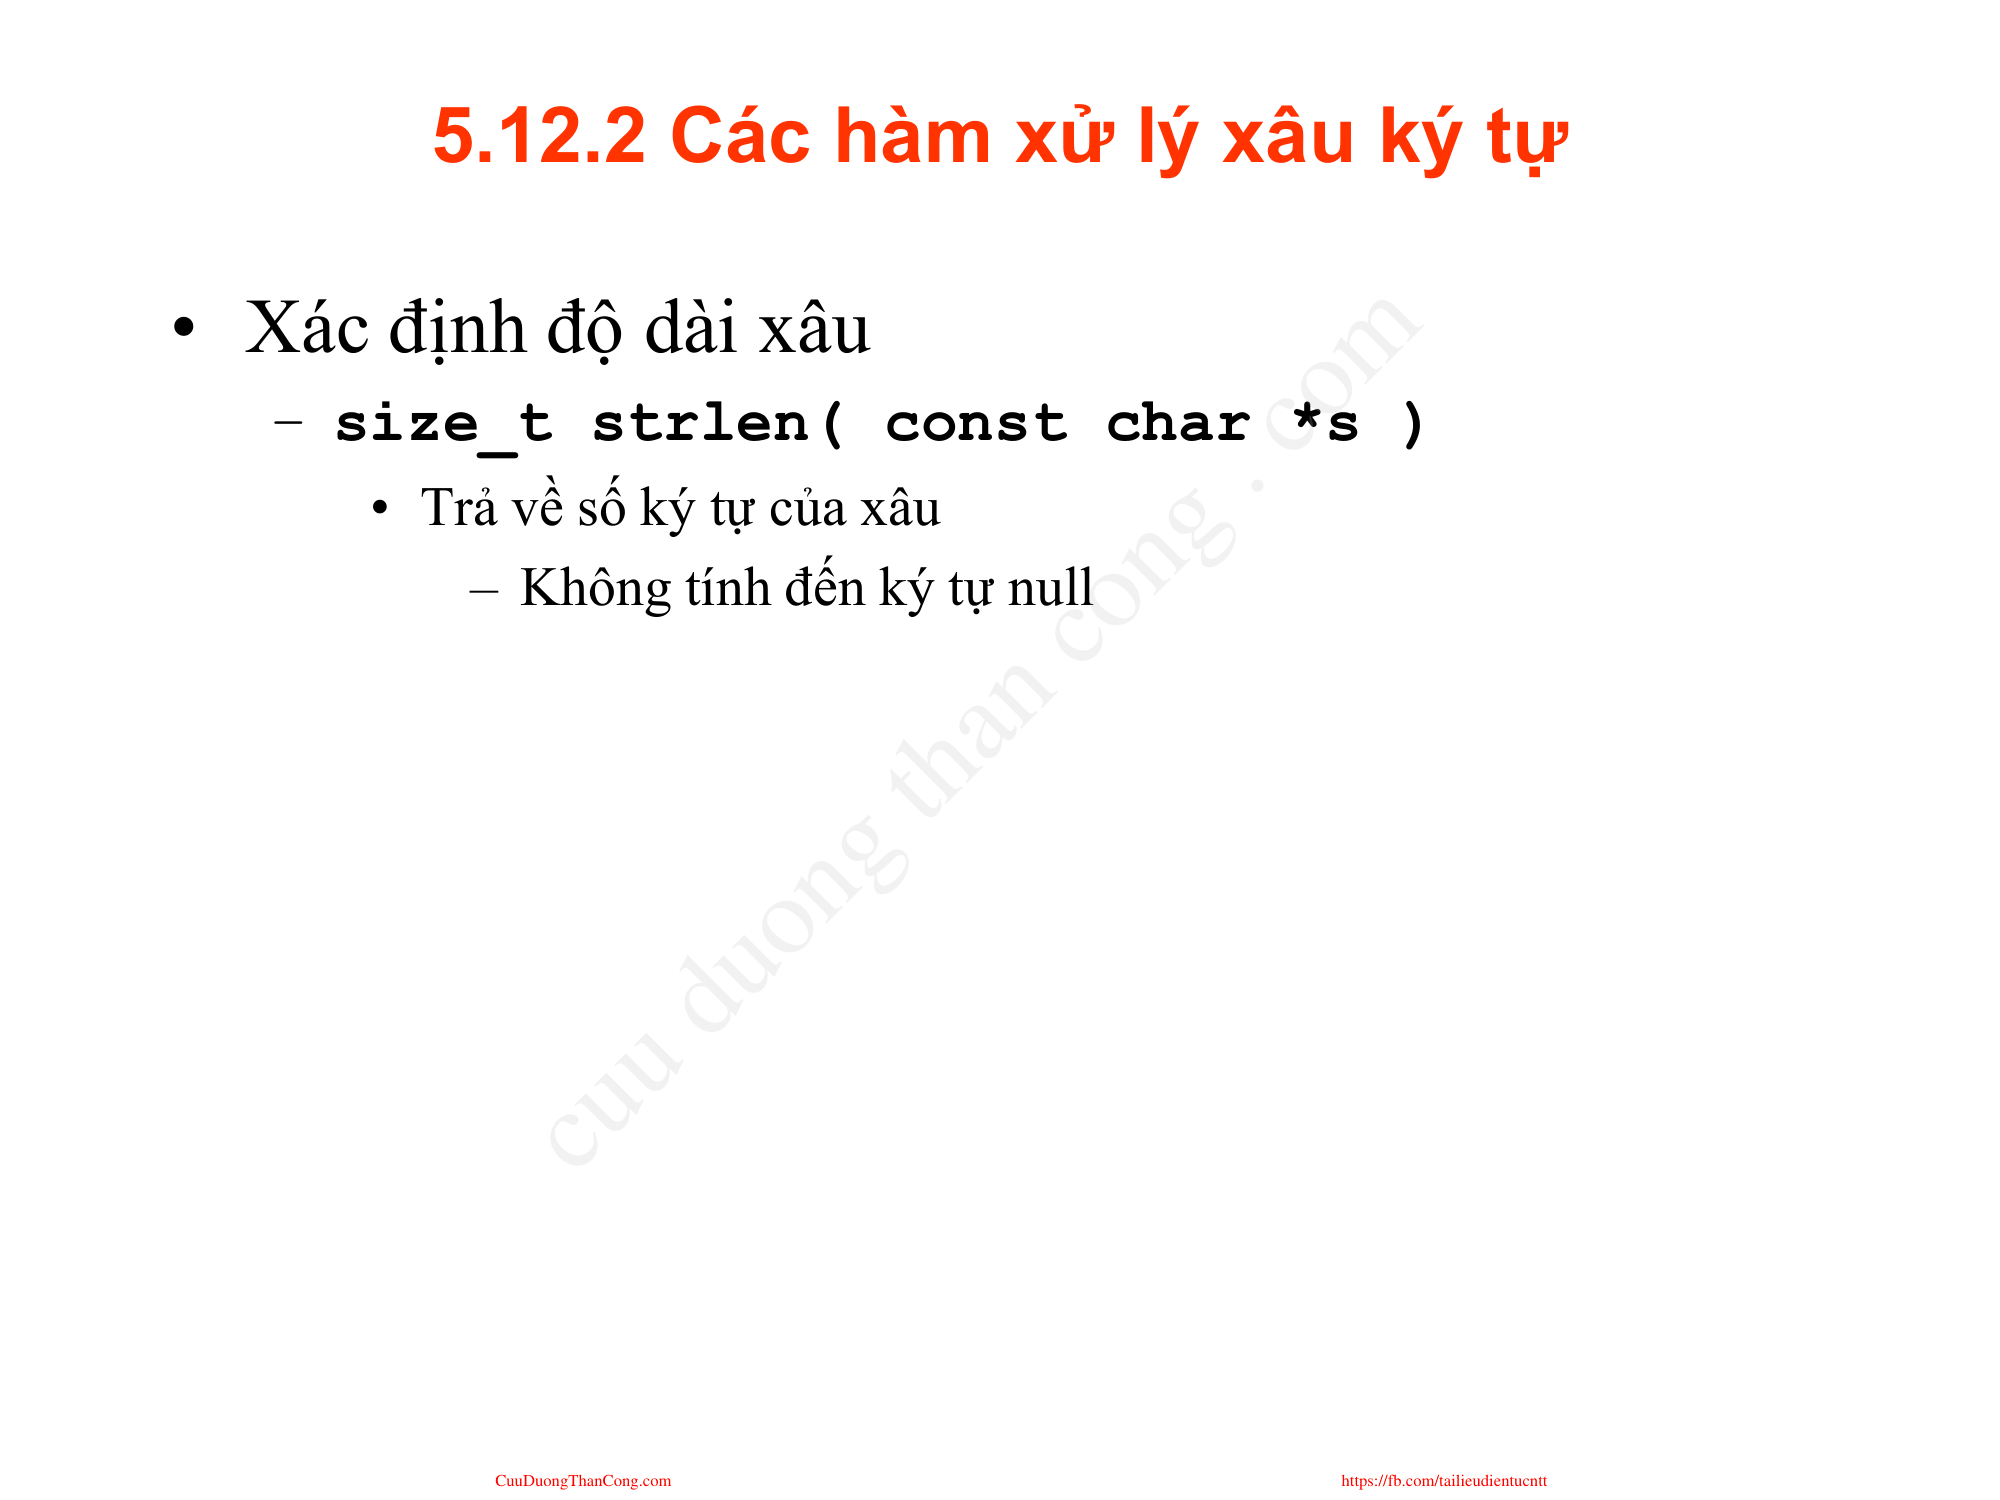 5.12.2 Các hàm xử lý xâu ký tự
• Xác định độ dài xâu
– size_t strlen( const char *s )
• Trả về số ký tự của xâu
– Không tính đến ký tự null
cuu duong than cong . com
CuuDuongThanCong.com
https://fb.com/tailieudientucntt